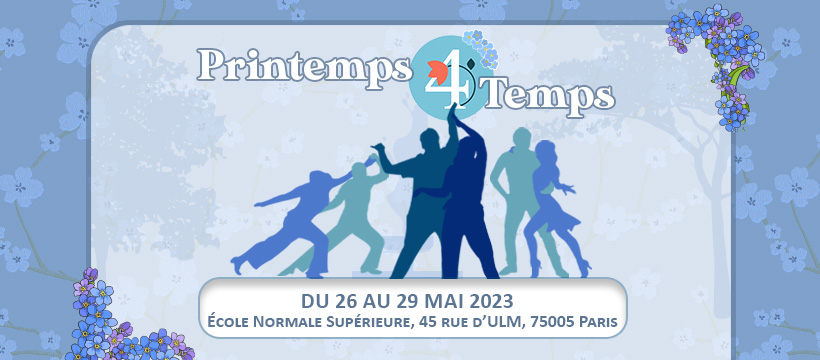 Printemps 4 Temps
DU 26 AU 29 MAI 2023
École Normale Supérieure, 45 rue d'ULM, 75005 Paris